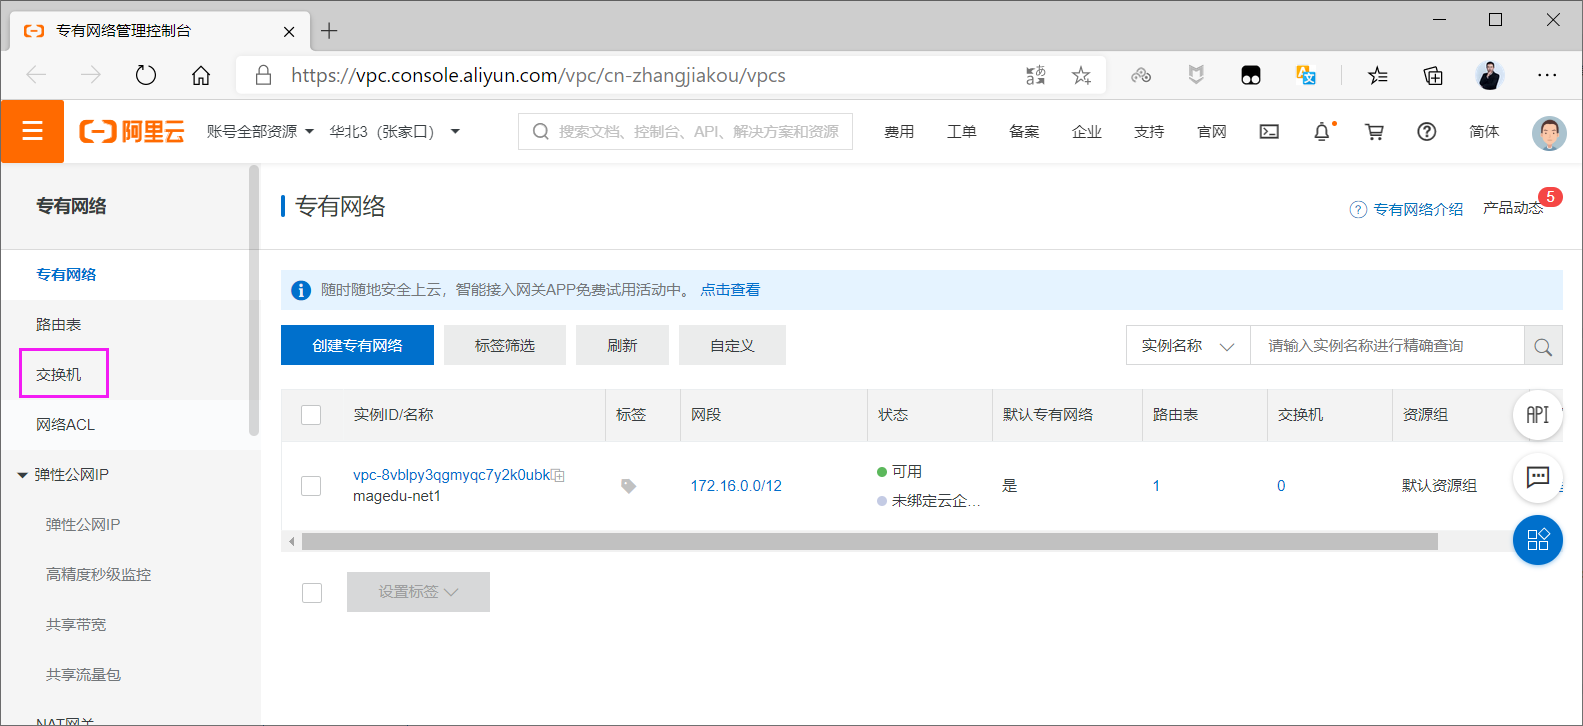 专有网络管理控制台
https://vpc.console.aliyun.com/vpc/cn-zhangjiakou/vpcs
阿里云 账号全部资源 华北3（张家口） 搜索文档、控制台、API、解决方案和资源 费用 工单 备案 企业 支持 官网 简体
专有网络
专有网络
路由表
交换机
网络ACL
弹性公网IP
弹性公网IP
高精度秒级监控
共享带宽
共享流量包
NAT网关
专有网络
专有网络介绍 产品动态 5
随时随地安全上云，智能接入网关APP免费试用活动中。 点击查看
创建专有网络 标签筛选 刷新 自定义 实例名称 请输入实例名称进行精确查询
实例ID/名称 标签 网段 状态 默认专有网络 路由表 交换机 资源组
vpc-8vblpy3qgmyqc7y2k0ubk
magedu-net1
172.16.0.0/12
可用
未绑定云企...
是 1 0 默认资源组
设置标签
API